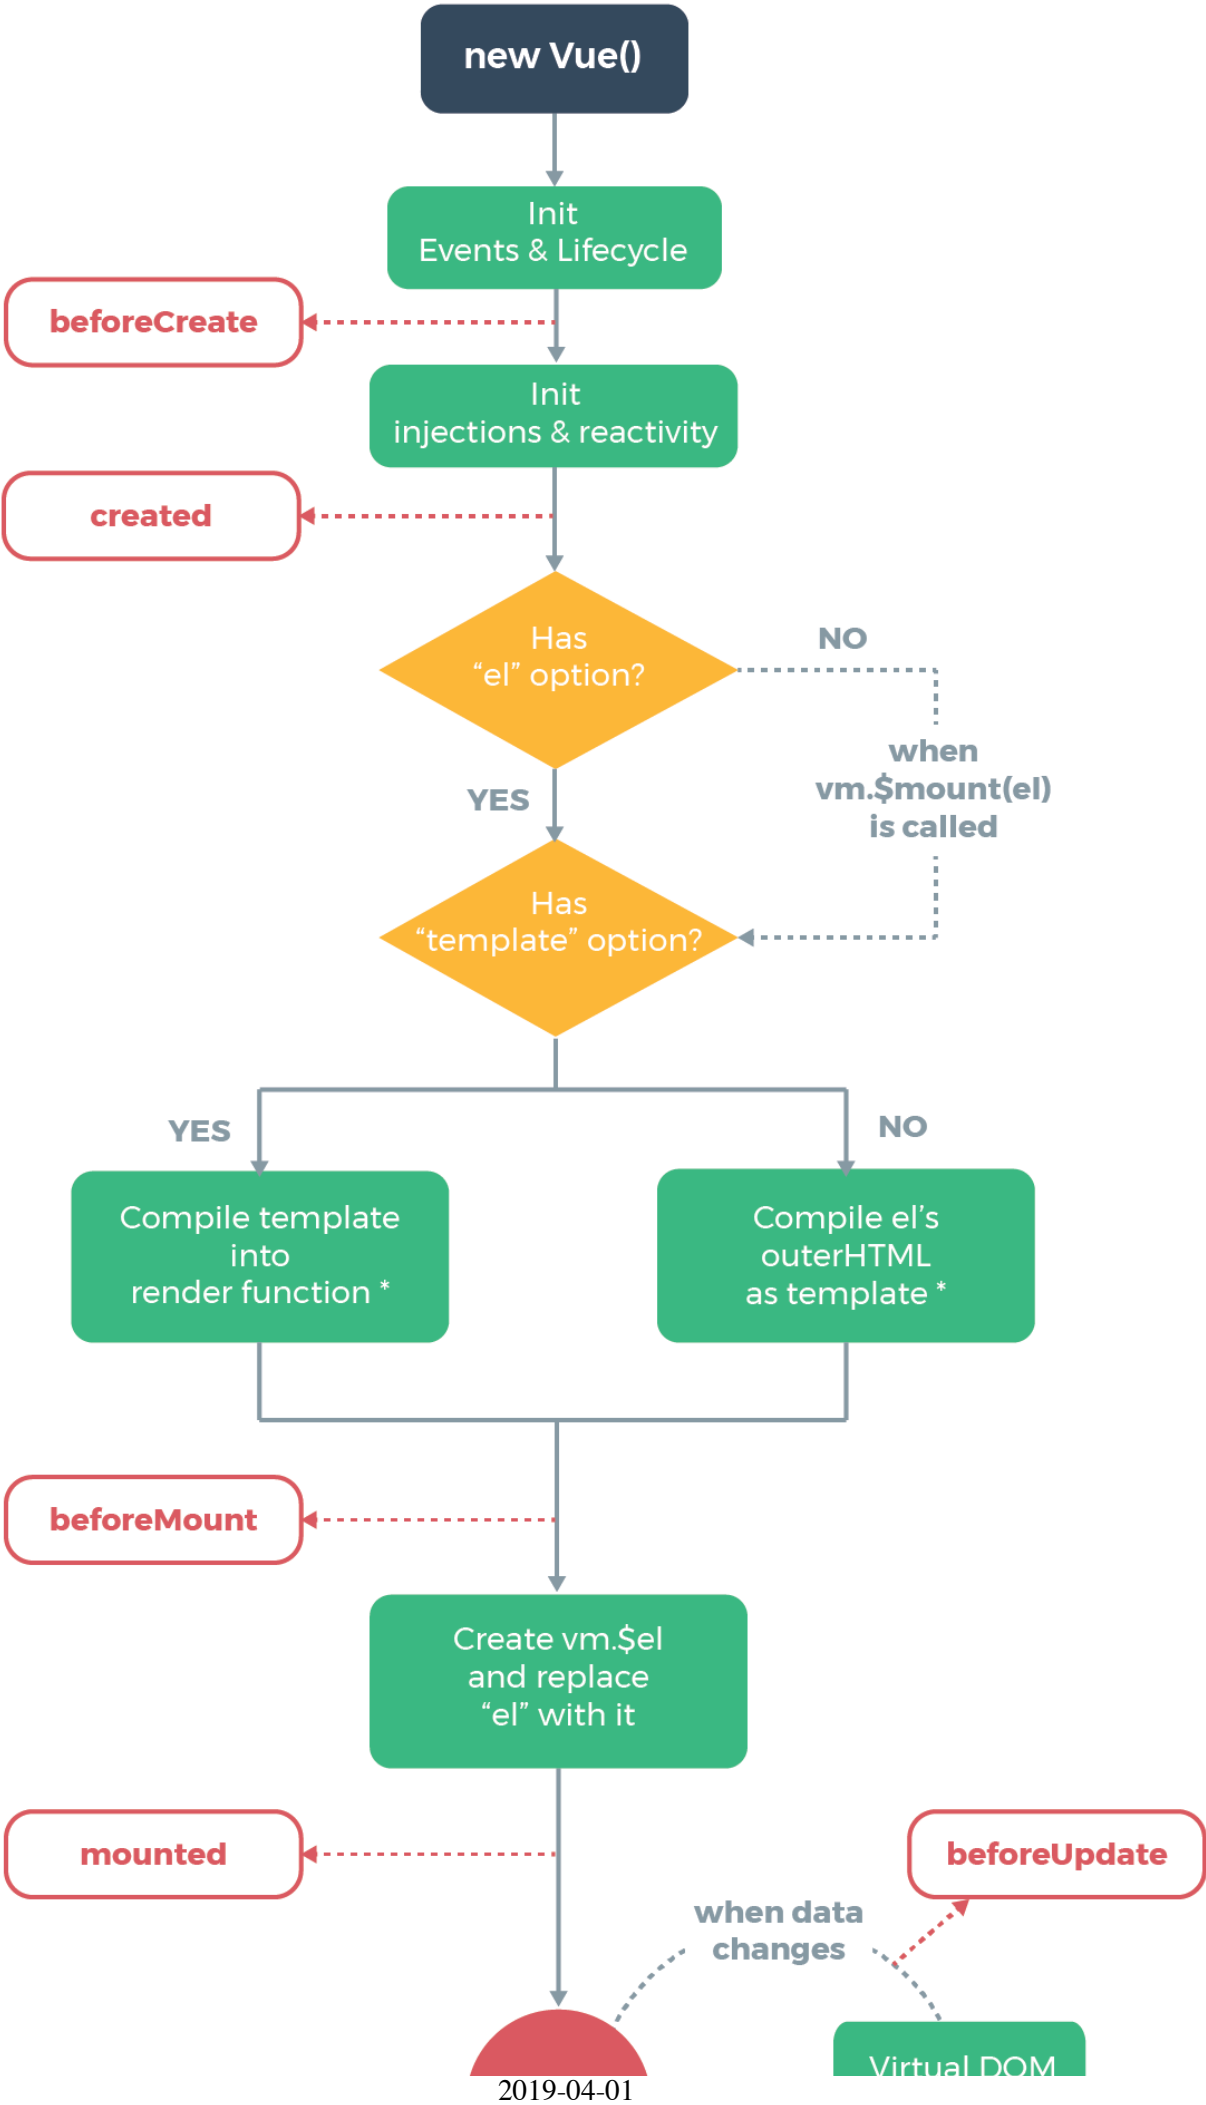 new Vue()
Init
Events & Lifecycle
beforeCreate
Init
injections & reactivity
created
Has
“el” option?
NO
when
vm.$mount(el)
is called
YES
Has
“template” option?
YES
NO
Compile template
into
render function *
Compile el’s
outerHTML
as template *
beforeMount
Create vm.$el
and replace
“el” with it
mounted
beforeUpdate
when data
changes
Virtual DOM
2019-04-01